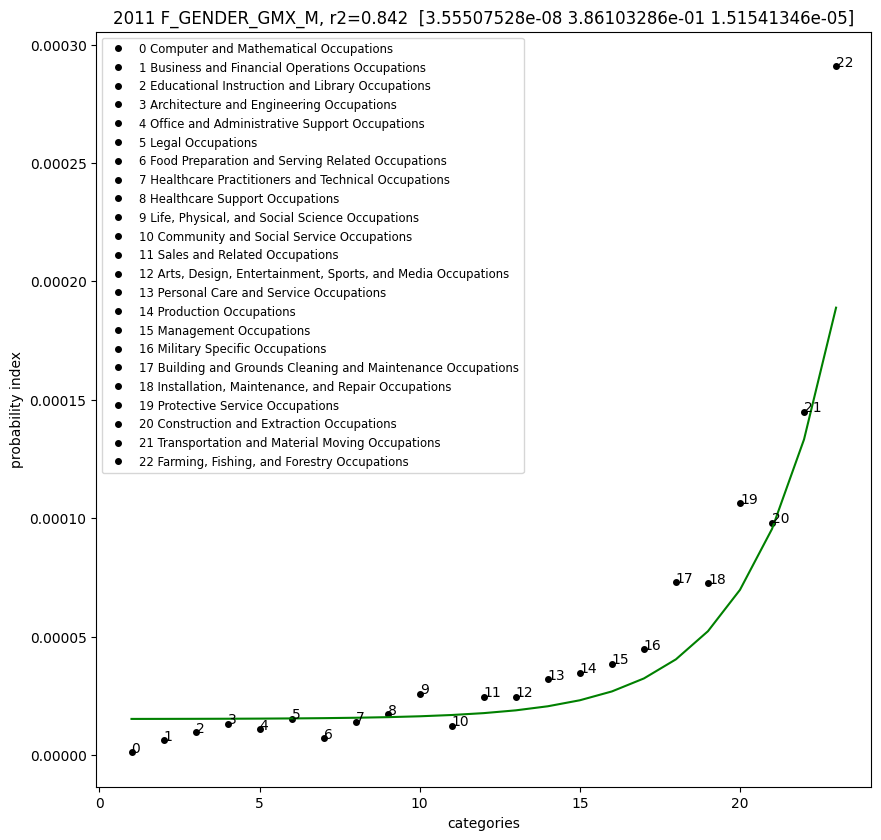 2011 F_GENDER_GMX_M, r2=0.842  [3.55507528e-08 3.86103286e-01 1.51541346e-05]
0.00030
0.00025
0.00020
0.00015
0.00010
0.00005
0.00000
probability index
0 Computer and Mathematical Occupations
1 Business and Financial Operations Occupations
2 Educational Instruction and Library Occupations
3 Architecture and Engineering Occupations
4 Office and Administrative Support Occupations
5 Legal Occupations
6 Food Preparation and Serving Related Occupations
7 Healthcare Practitioners and Technical Occupations
8 Healthcare Support Occupations
9 Life, Physical, and Social Science Occupations
10 Community and Social Service Occupations
11 Sales and Related Occupations
12 Arts, Design, Entertainment, Sports, and Media Occupations
13 Personal Care and Service Occupations
14 Production Occupations
15 Management Occupations
16 Military Specific Occupations
17 Building and Grounds Cleaning and Maintenance Occupations
18 Installation, Maintenance, and Repair Occupations
19 Protective Service Occupations
20 Construction and Extraction Occupations
21 Transportation and Material Moving Occupations
22 Farming, Fishing, and Forestry Occupations
0
1
2
3
4
5
6
7
8
9
10
11
12
13
14
15
16
17
18
19
20
21
22
0
5
10
15
20
categories